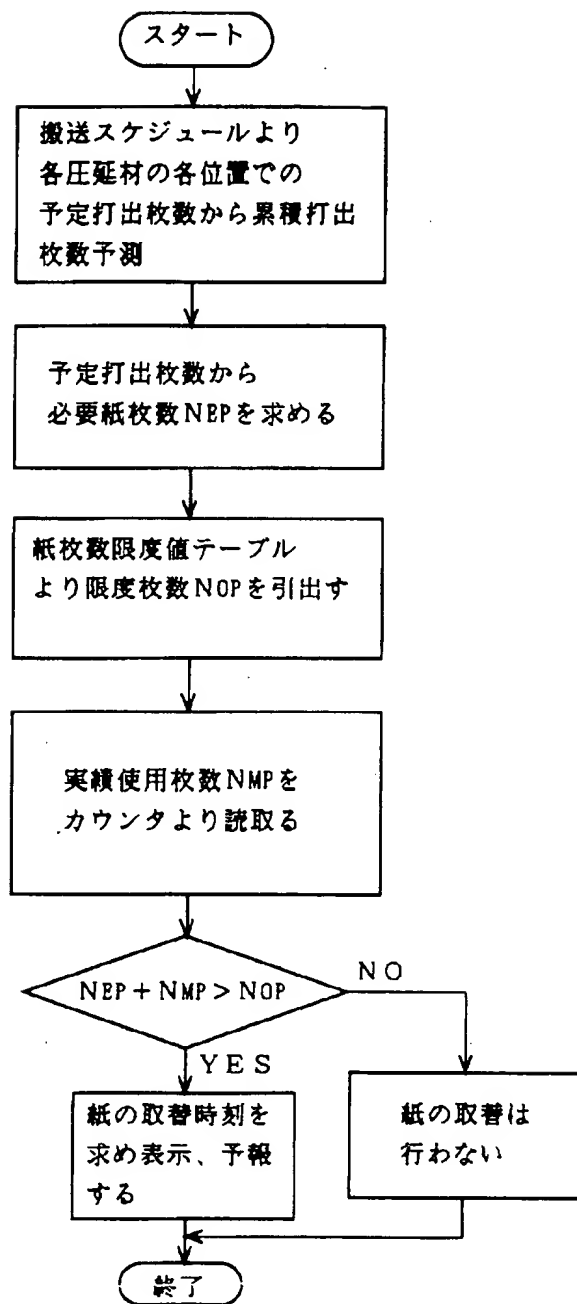 スタート
搬送スケジュールより
各圧延材の各位置での
予定打出枚数から累積打出
枚数予測
予定打出枚数から
必要紙枚数NEPを求める
紙枚数限度値テーブル
より限度枚数NOPを引出す
実績使用枚数NMPを
カウンタより読取る
NEP+NMP>NOP
NO
YES
紙の取替時刻を
求め表示、予報
する
紙の取替は
行わない
終了